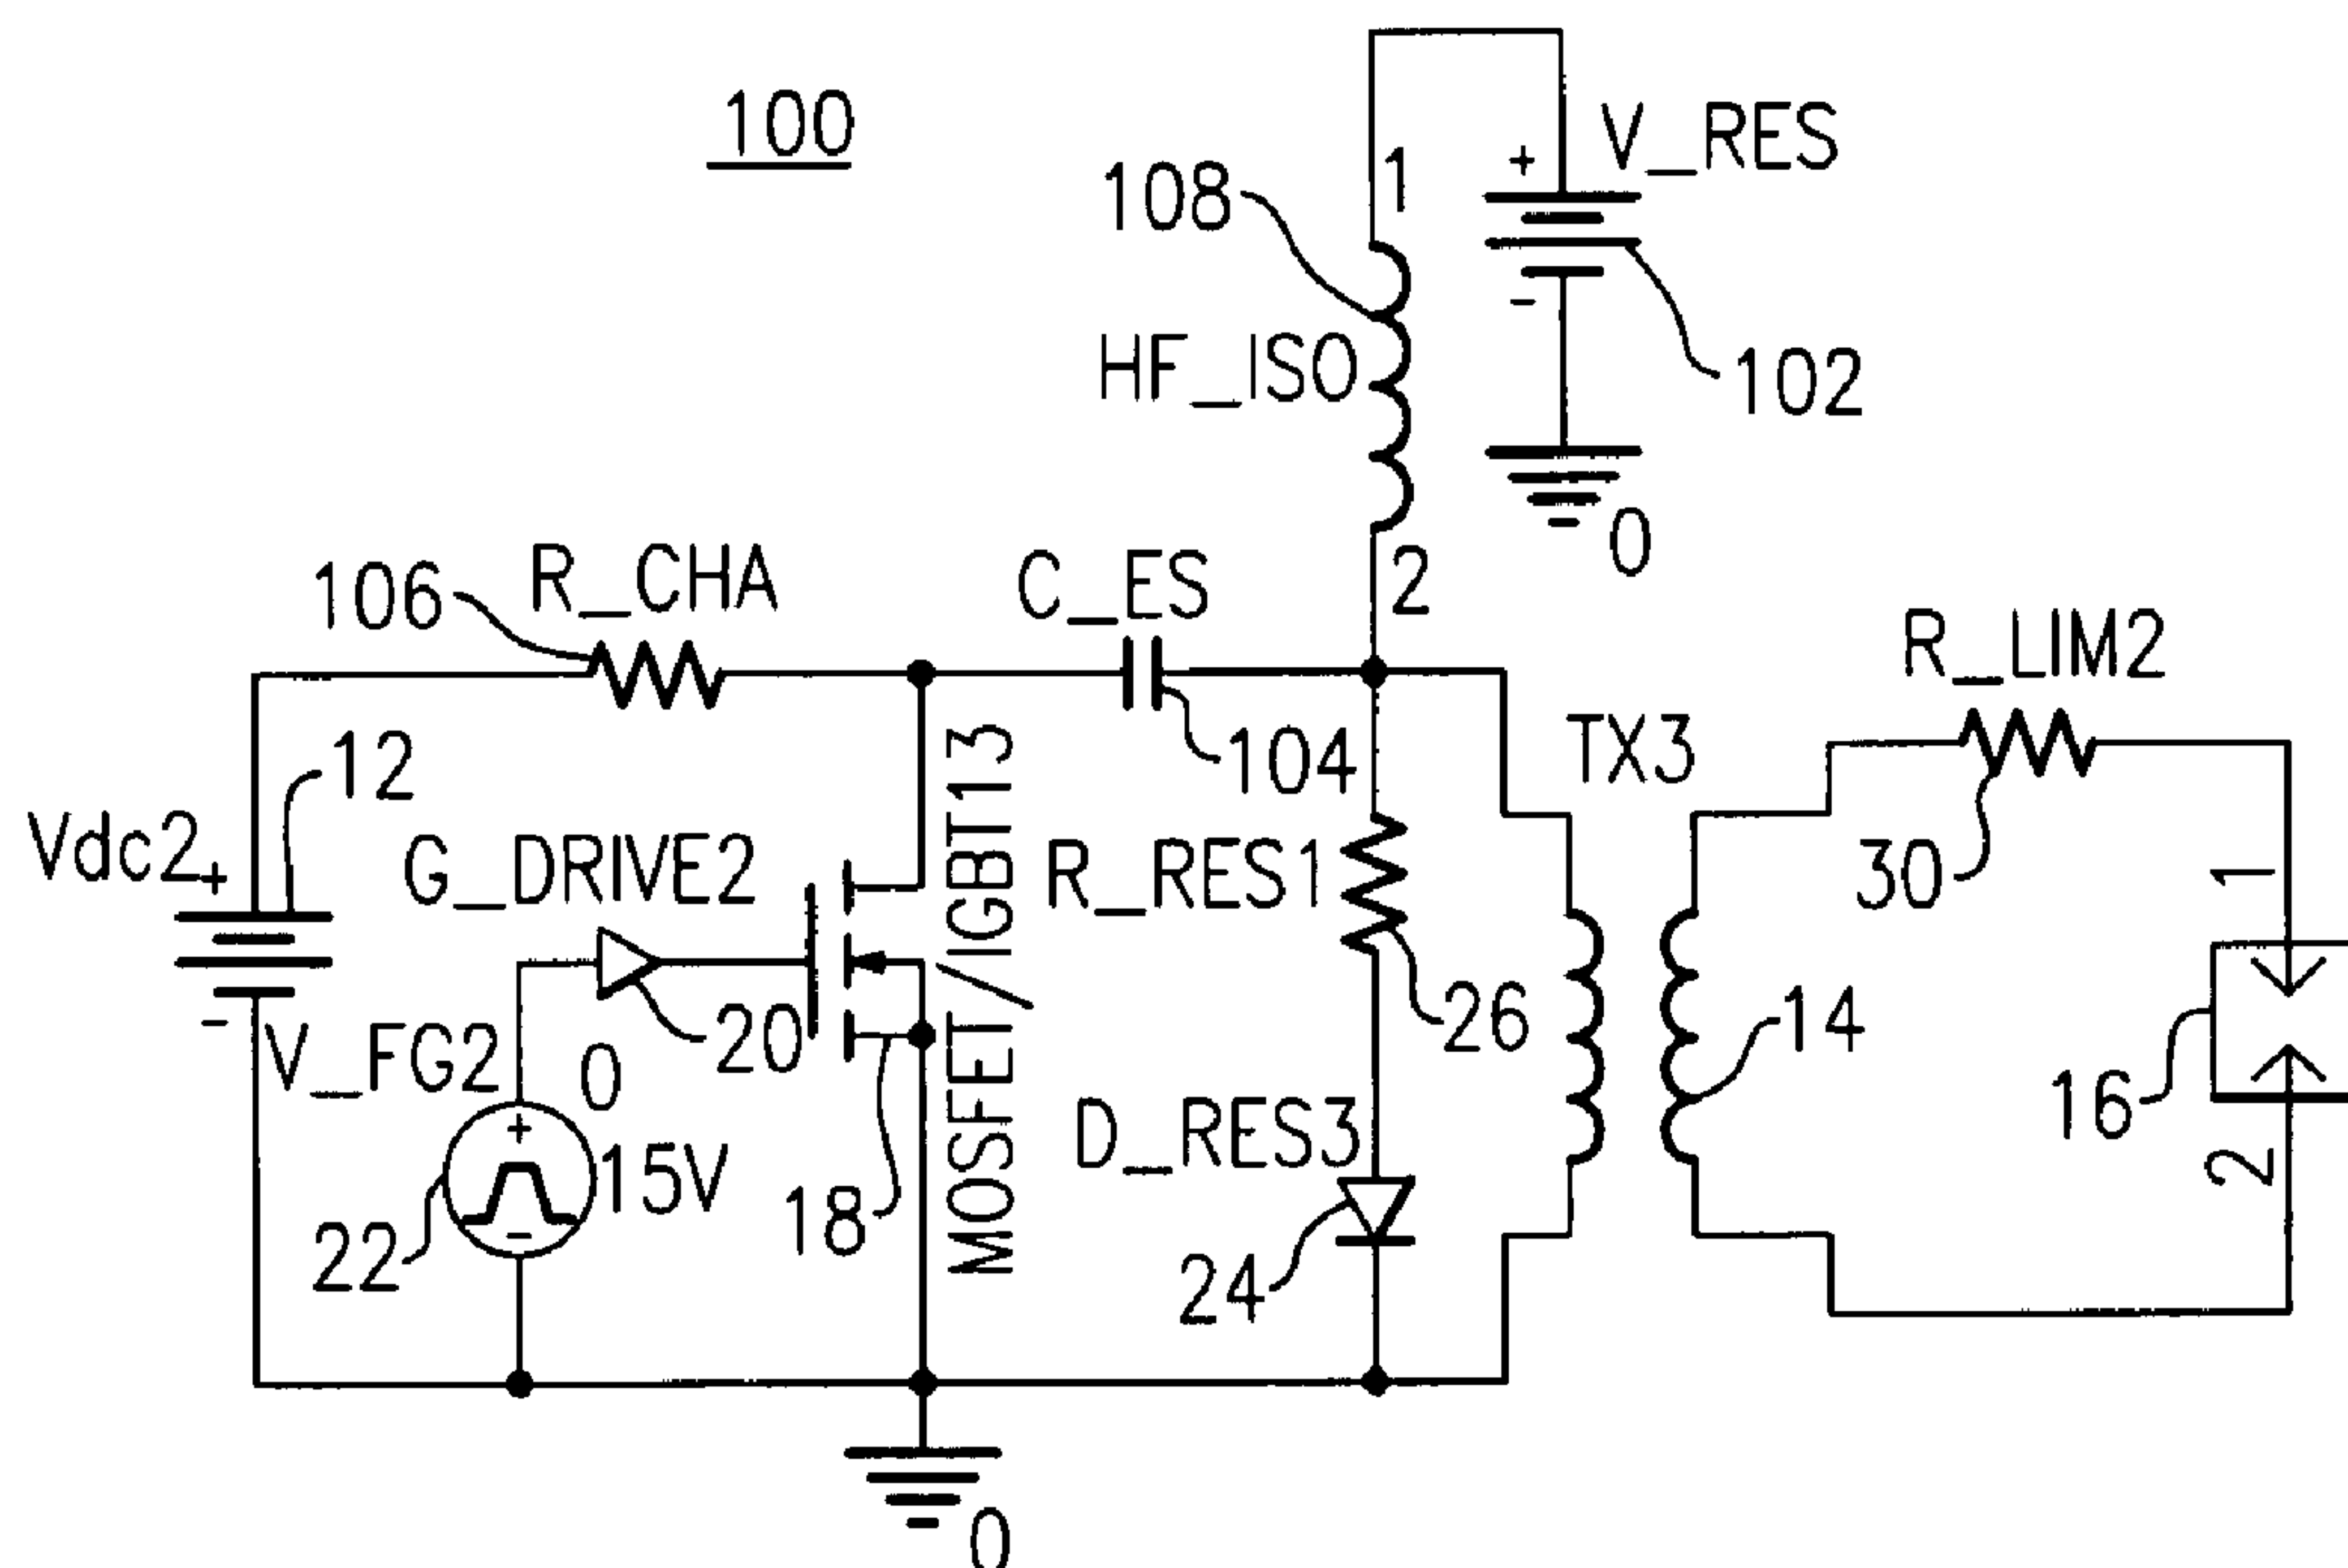 100
V_RES
+
1
108
-
HF_ISO
102
0
106
R_CHA
C_ES
2
R_LIM2
12
104
TX3
Vdc2
+
G_DRIVE2
MOSFET/IGBT13
R_RES1
30
1
-
V_FG2
0
20
26
14
16
+
15V
D_RES3
2
22
-
18
24
0